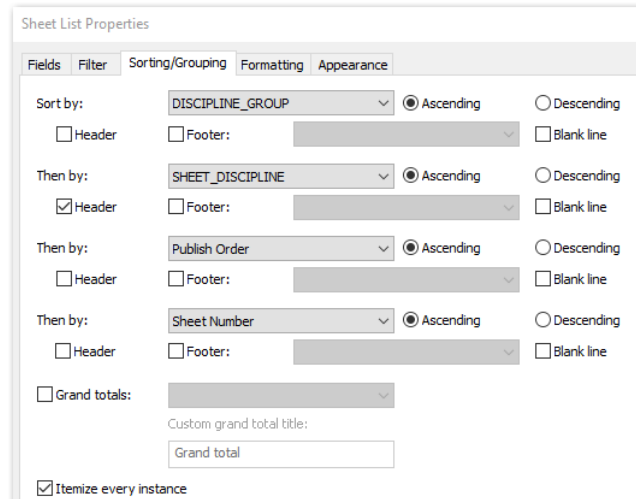 Sheet List Properties
Fields Filter Sorting/Grouping Formatting Appearance
Sort by: DISCIPLINE_GROUP Ascending Descending
Header Footer: Blank line
Then by: SHEET_DISCIPLINE Ascending Descending
Header Footer: Blank line
Then by: Publish Order Ascending Descending
Header Footer: Blank line
Then by: Sheet Number Ascending Descending
Header Footer: Blank line
Grand totals:
Custom grand total title:
Grand total
Itemize every instance